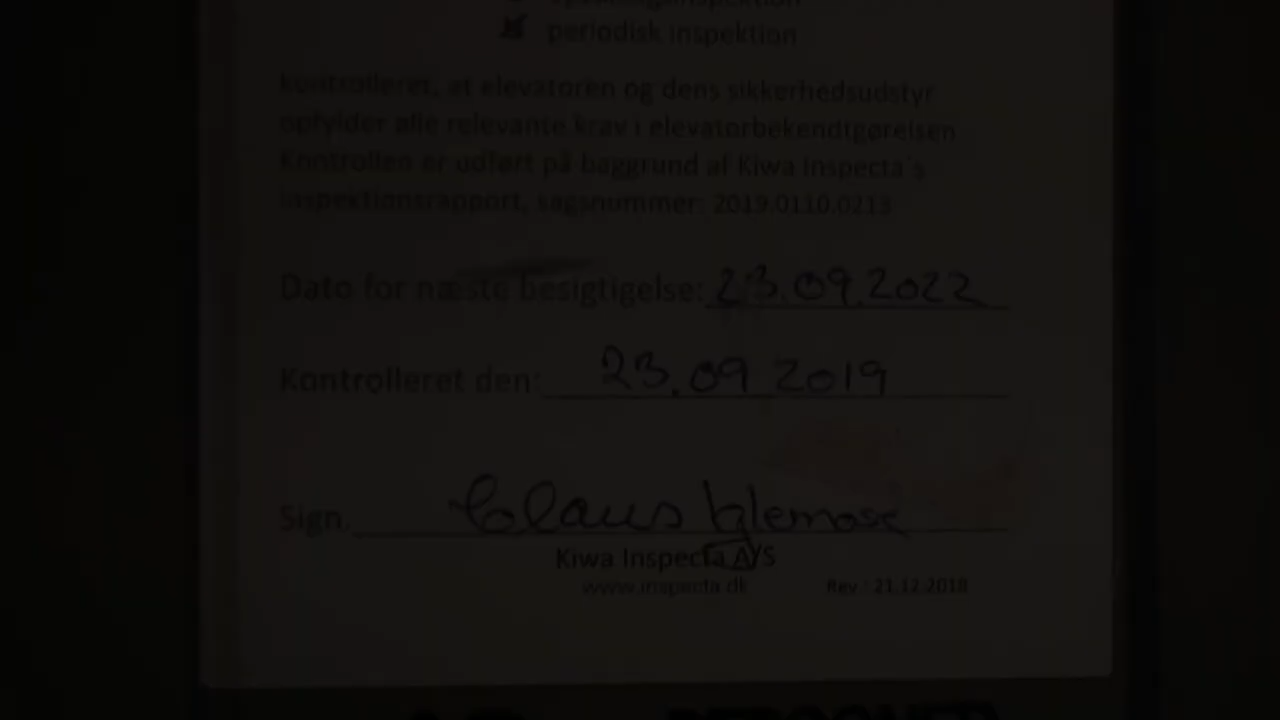 periodisk inspektion
kontrolleret, at elevatoren og dens sikkerhedsudstyr
opfylder alle relevante krav i elevatorbekendtgørelsen
Kontrollen er udført på baggrund af Kiwa Inspecta´s
inspektionsrapport, sagsnummer: 2019.0110.0213
Dato for næste besigtigelse: 23.09.2022
Kontrolleret den: 23.09 2019
Sign. Claus
Kiwa Inspecta A/S
www.inspecta.dk Rev : 21.12.2018